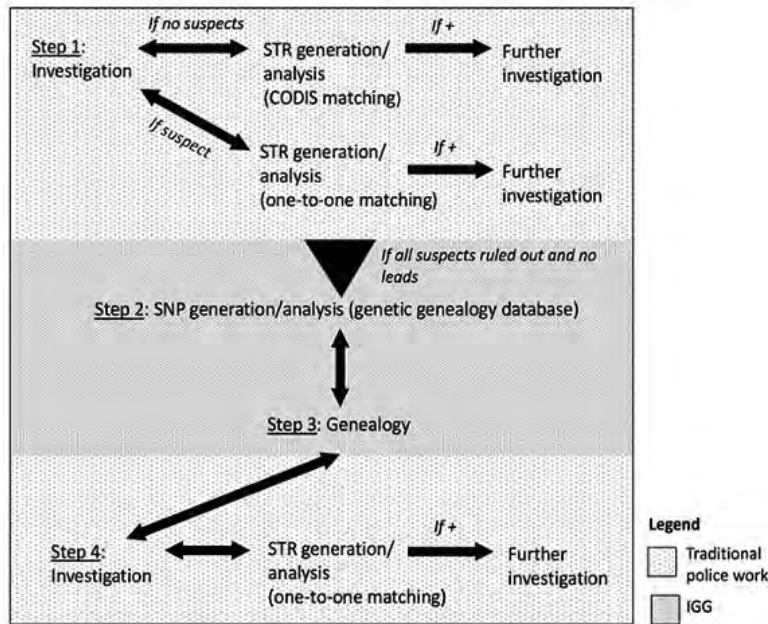 If no suspects
If +
Step 1:
Investigation
STR generation/
analysis
(CODIS matching)
Further
investigation
If suspect
If +
STR generation/
analysis
(one-to-one matching)
Further
investigation
If all suspects ruled out and no
leads
Step 2: SNP generation/analysis (genetic genealogy database)
Step 3: Genealogy
If +
Step 4:
Investigation
STR generation/
analysis
(one-to-one matching)
Further
investigation
Legend
Traditional
police work
IGG